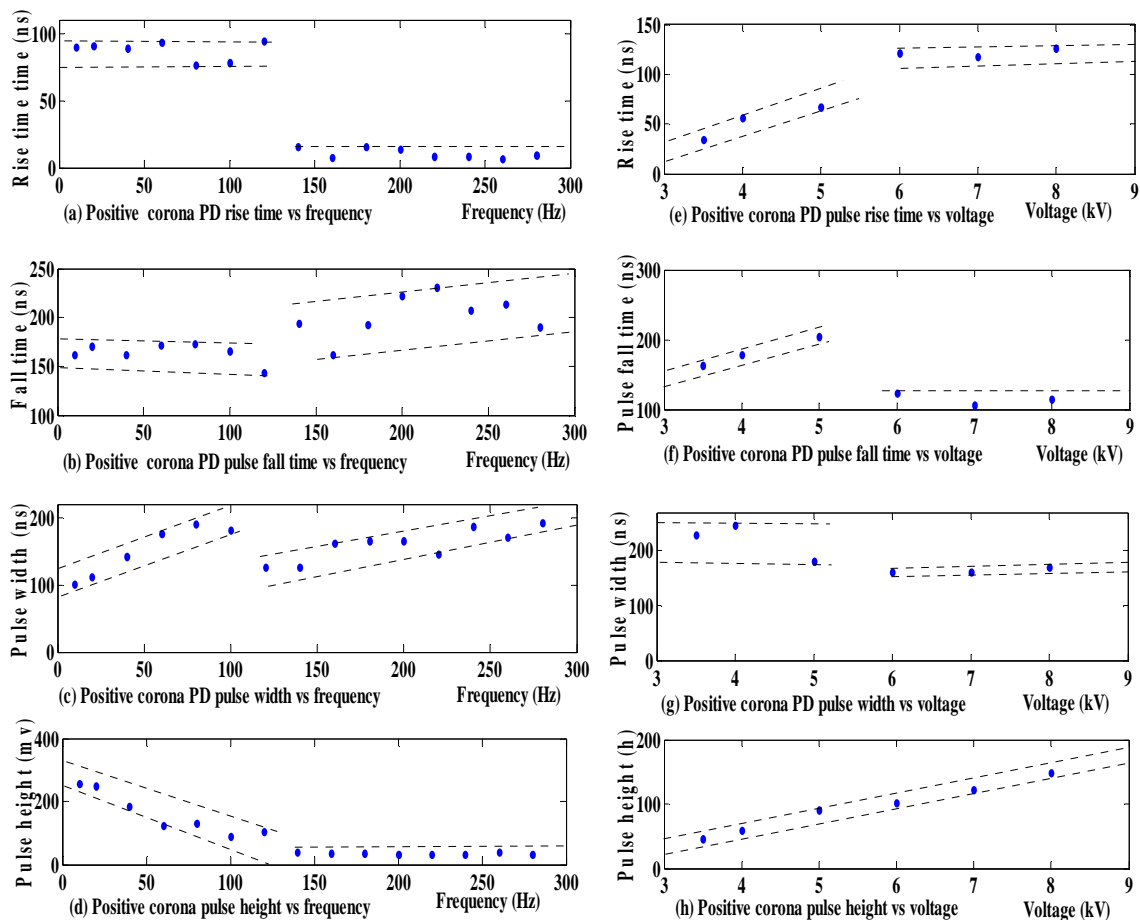 Rise time time (ns)
100
50
0
0 50 100 150 200 250 300
(a) Positive corona PD rise time vs frequency Frequency (Hz)
Fall time (ns)
250
200
150
100
0 50 100 150 200 250 300
(b) Positive corona PD pulse fall time vs frequency Frequency (Hz)
Pulse width (ns)
200
100
0
0 50 100 150 200 250 300
(c) Positive corona PD pulse width vs frequency Frequency (Hz)
Pulse height (mv)
400
200
0
0 50 100 150 200 250 300
(d) Positive corona pulse height vs frequency Frequency (Hz)
Rise time (ns)
150
100
50
0
3 4 5 6 7 8 9
(e) Positive corona PD pulse rise time vs voltage Voltage (kV)
Pulse fall time (ns)
300
200
100
3 4 5 6 7 8 9
(f) Positive corona PD pulse fall time vs voltage Voltage (kV)
Pulse width (ns)
200
100
0
3 4 5 6 7 8 9
(g) Positive corona PD pulse width vs voltage Voltage (kV)
Pulse height (h)
200
100
0
3 4 5 6 7 8 9
(h) Positive corona pulse height vs voltage Voltage (kV)